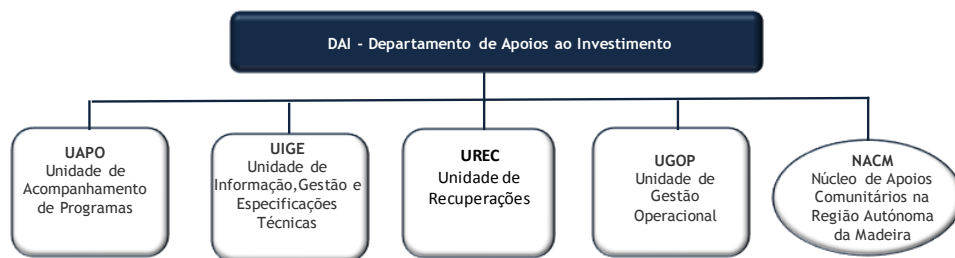 DAI - Departamento de Apoios ao Investimento
UAPO
Unidade de
Acompanhamento
de Programas
UIGE
Unidade de
Informação,Gestão e
Especificações
Técnicas
UREC
Unidade de
Recuperações
UGOP
Unidade de
Gestão
Operacional
NACM
Núcleo de Apoios
Comunitários na
Região Autónoma
da Madeira